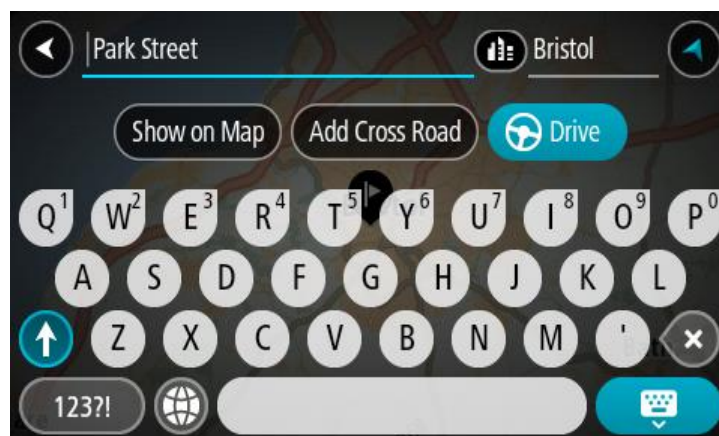 Park Street Bristol
Show on Map Add Cross Road Drive
Q1 W2 E3 R4 T5 Y6 U7 I8 O9 P0
A S D F G H J K L
Z X C V B N M '
123?!